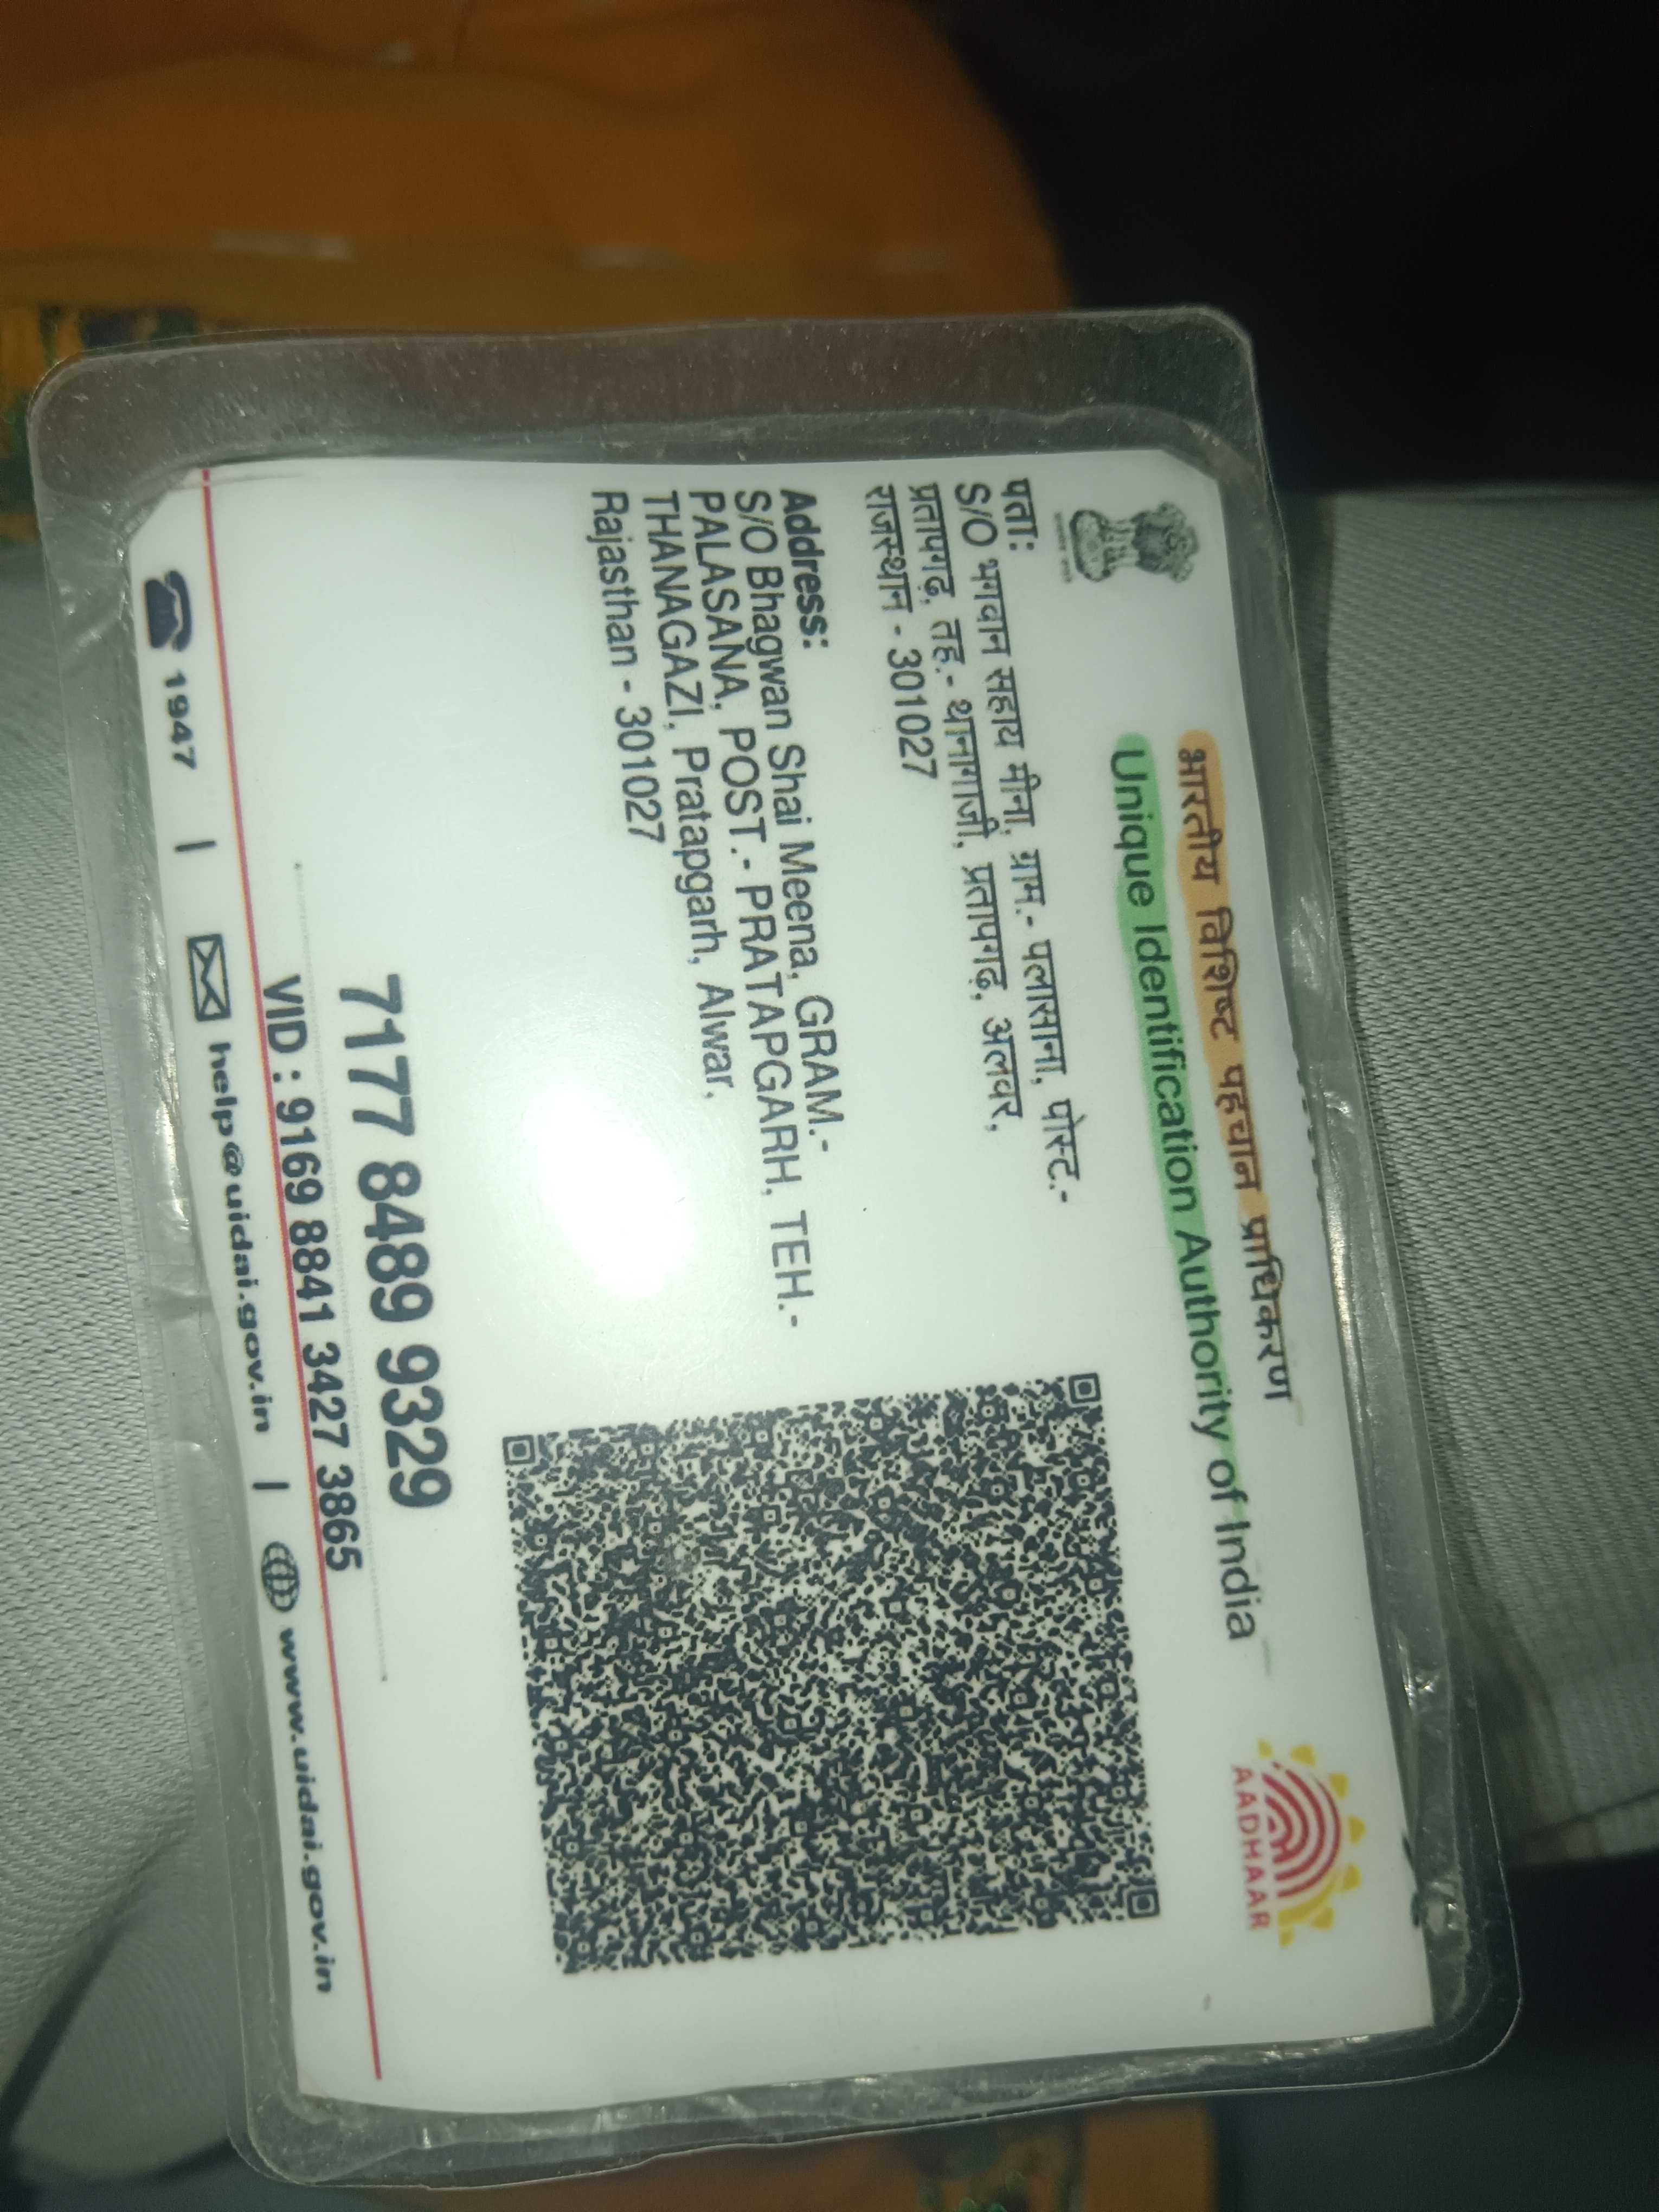 भारतीय विशिष्ट पहचान प्राधिकरण
Unique Identification Authority of India
AADHAAR
पता:
S/O भगवान सहाय मीना, ग्राम.- पलासाना, पोस्ट.-
प्रतापगढ़, तह.- थानागाजी, प्रतापगढ़, अलवर,
राजस्थान - 301027
Address:
S/O Bhagwan Shai Meena, GRAM.-
PALASANA, POST.- PRATAPGARH, TEH.-
THANAGAZI, Pratapgarh, Alwar,
Rajasthan - 301027
7177 8489 9329
VID : 9169 8841 3427 3865
1947 | help@uidai.gov.in | www.uidai.gov.in